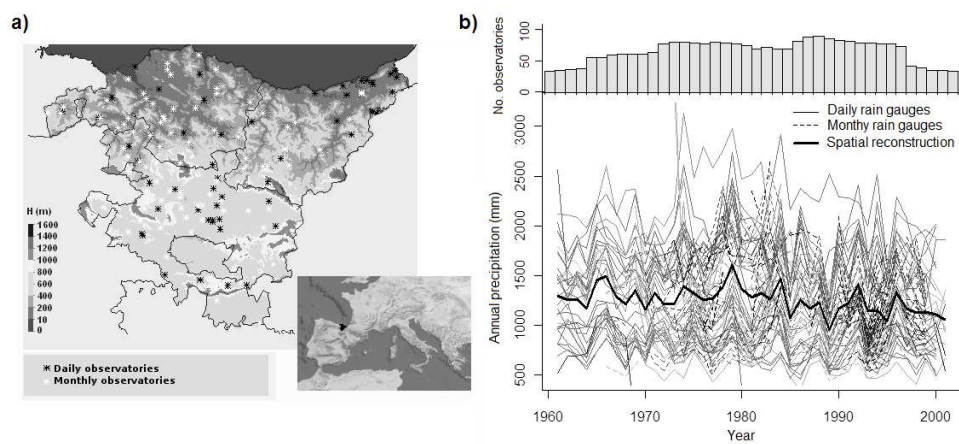 a)
H (m)
1600
1400
1200
1000
800
600
400
200
100
10
0
Daily observatories
Monthly observatories
b)
No. observatories
100
50
0
Annual precipitation (mm)
3000
2500
2000
1500
1000
500
Daily rain gauges
Monthy rain gauges
Spatial reconstruction
1960
1970
1980
1990
2000
Year